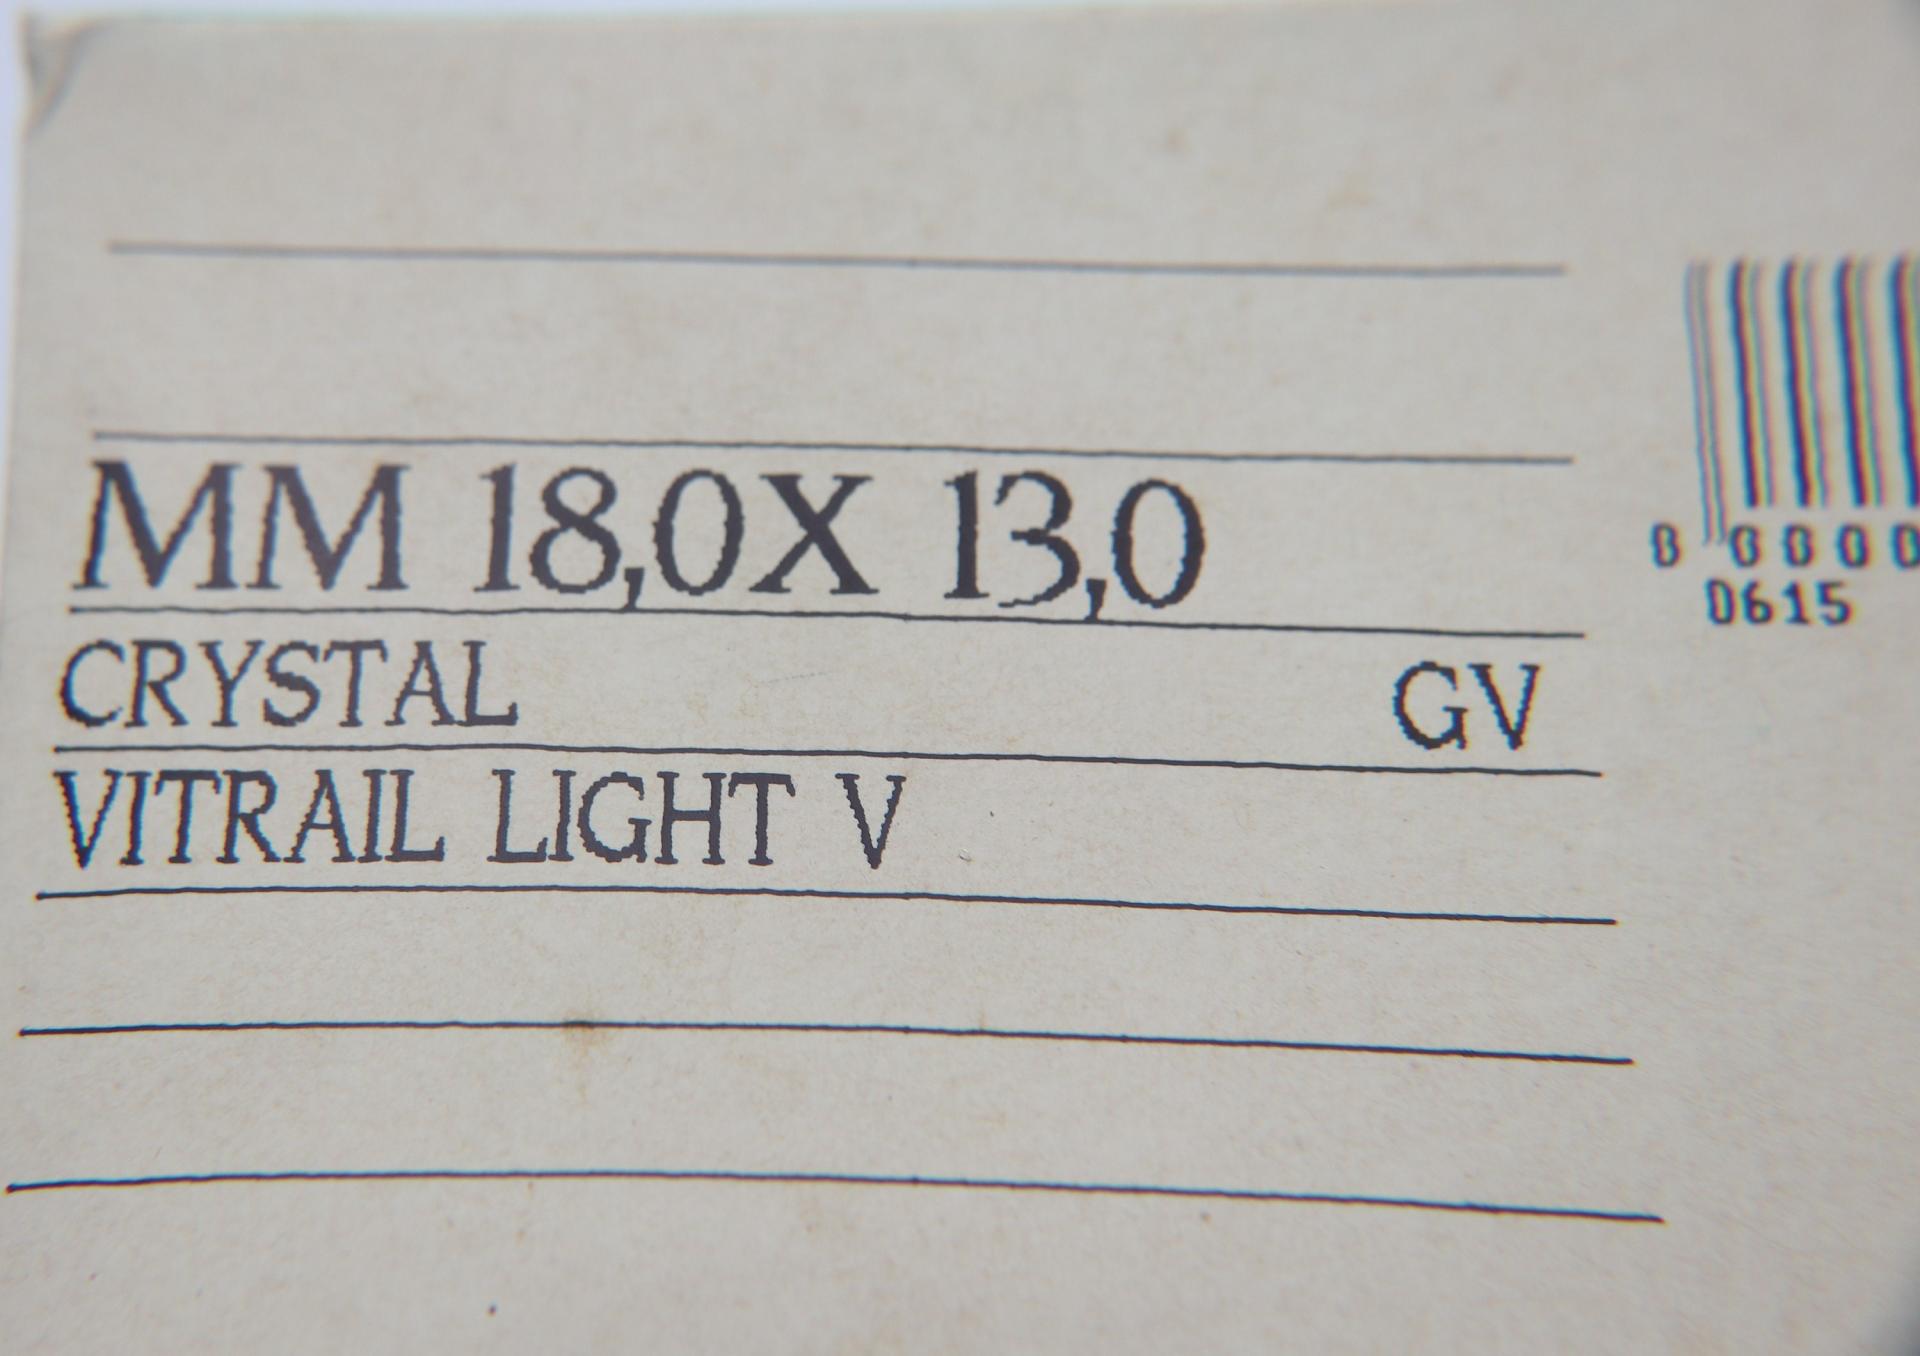 MM 18,0X 13,0
CRYSTAL GV
VITRAIL LIGHT V
0 0000
0615